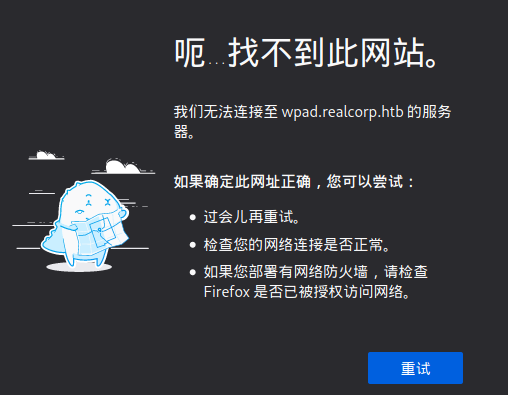 呃…找不到此网站。
我们无法连接至 wpad.realcorp.htb 的服务
器。
如果确定此网址正确，您可以尝试：
• 过会儿再重试。
• 检查您的网络连接是否正常。
• 如果您部署有网络防火墙，请检查
Firefox 是否已被授权访问网络。
重试